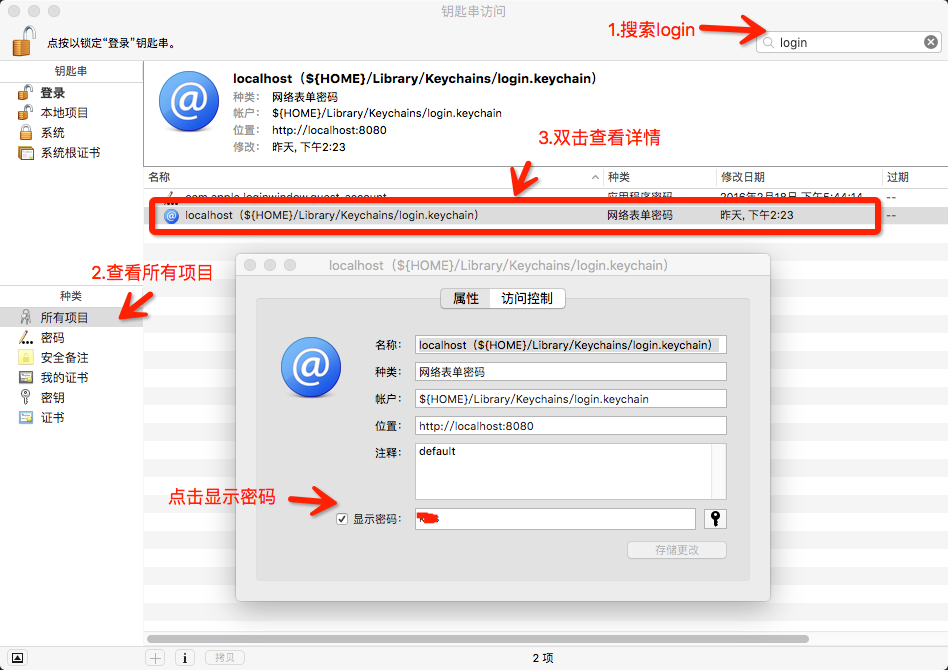 钥匙串访问
1.搜索login
点按以锁定“登录”钥匙串。
login
钥匙串
登录
本地项目
系统
系统根证书
localhost（${HOME}/Library/Keychains/login.keychain）
种类： 网络表单密码
帐户： ${HOME}/Library/Keychains/login.keychain
位置： http://localhost:8080
修改： 昨天, 下午2:23
3.双击查看详情
名称 种类 修改日期 过期
com.apple.loginwindow.guest-account 应用程序密码 2016年2月18日 下午5:44:14 --
localhost（${HOME}/Library/Keychains/login.keychain） 网络表单密码 昨天, 下午2:23 --
2.查看所有项目
种类
所有项目
密码
安全备注
我的证书
密钥
证书
localhost（${HOME}/Library/Keychains/login.keychain）
属性 访问控制
名称： localhost（${HOME}/Library/Keychains/login.keychain）
种类： 网络表单密码
帐户： ${HOME}/Library/Keychains/login.keychain
位置： http://localhost:8080
注释： default
点击显示密码
显示密码：
存储更改
拷贝
2 项